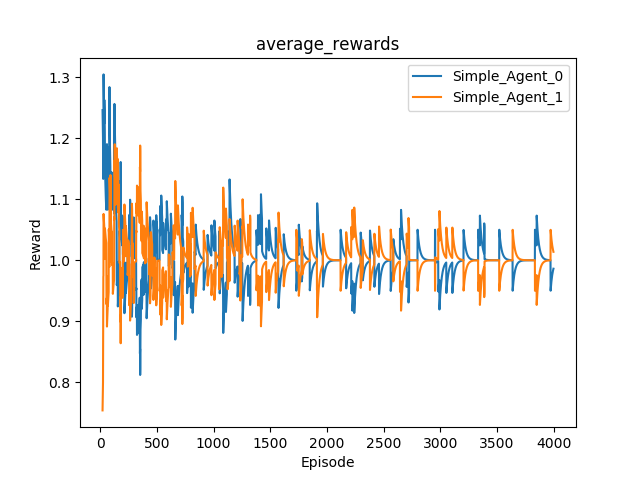 average_rewards
Simple_Agent_0
Simple_Agent_1
Reward
1.3
1.2
1.1
1.0
0.9
0.8
0 500 1000 1500 2000 2500 3000 3500 4000
Episode